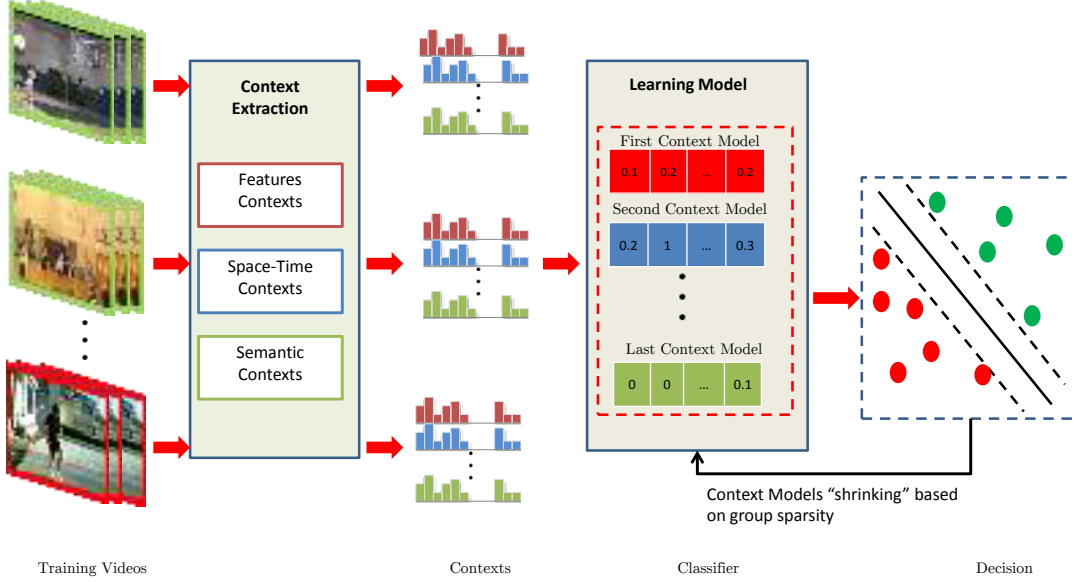 Context
Extraction
Features
Contexts
Space-Time
Contexts
Semantic
Contexts
Learning Model
First Context Model
0.1 0.2 ... 0.2
Second Context Model
0.2 1 ... 0.3
Last Context Model
0 0 ... 0.1
Context Models “shrinking” based
on group sparsity
Training Videos
Contexts
Classifier
Decision